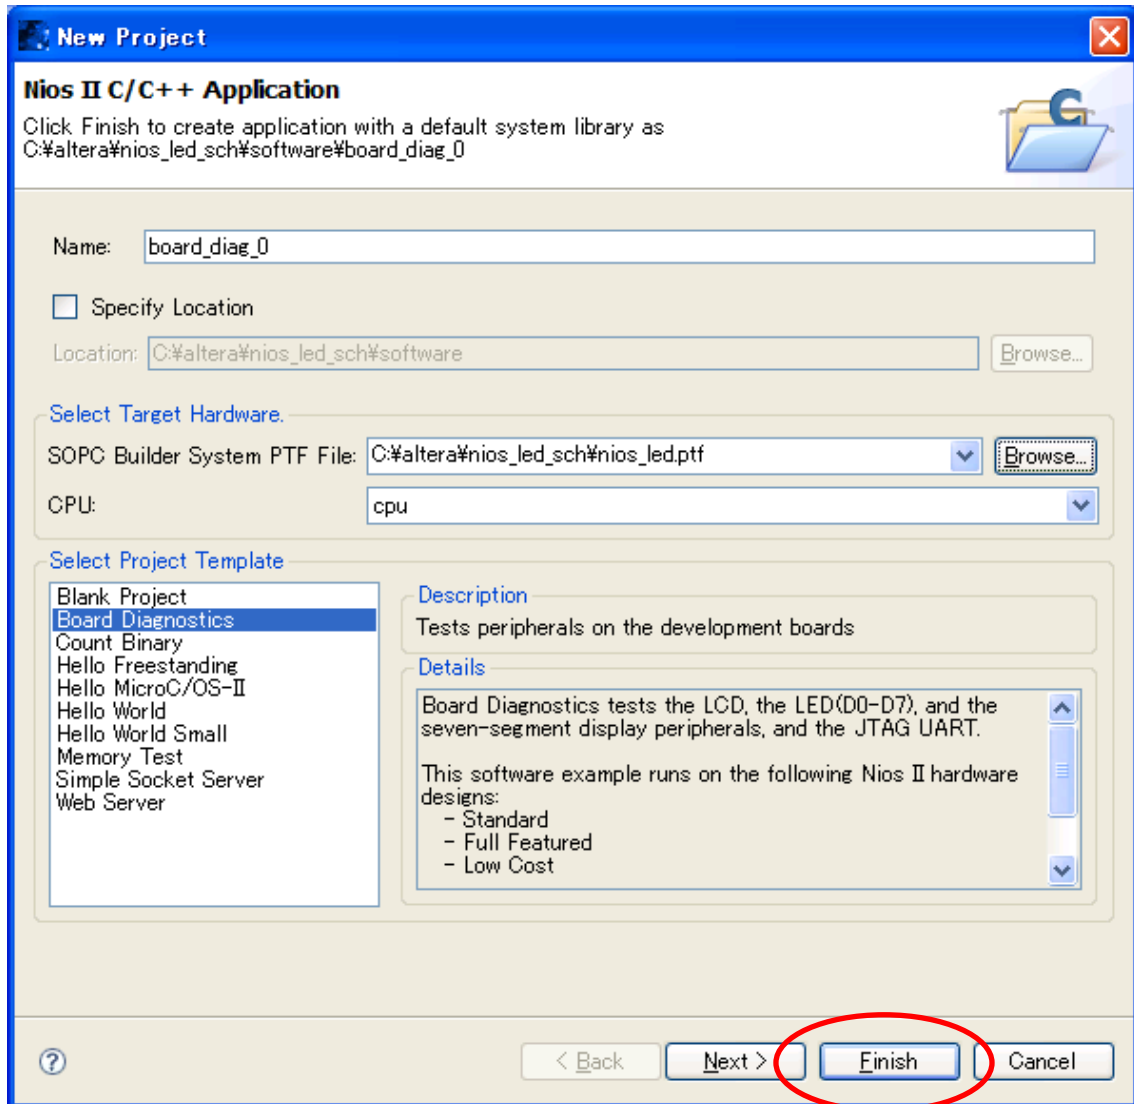 New Project
Nios II C/C++ Application
Click Finish to create application with a default system library as
C:¥altera¥nios_led_sch¥software¥board_diag_0
Name: board_diag_0
Specify Location
Location: C:¥altera¥nios_led_sch¥software Browse...
Select Target Hardware.
SOPC Builder System PTF File: C:¥altera¥nios_led_sch¥nios_led.ptf Browse...
CPU: cpu
Select Project Template
Blank Project
Board Diagnostics
Count Binary
Hello Freestanding
Hello MicroC/OS-II
Hello World
Hello World Small
Memory Test
Simple Socket Server
Web Server
Description
Tests peripherals on the development boards
Details
Board Diagnostics tests the LCD, the LED(D0-D7), and the
seven-segment display peripherals, and the JTAG UART.
This software example runs on the following Nios II hardware
designs:
- Standard
- Full Featured
- Low Cost
? < Back Next > Finish Cancel